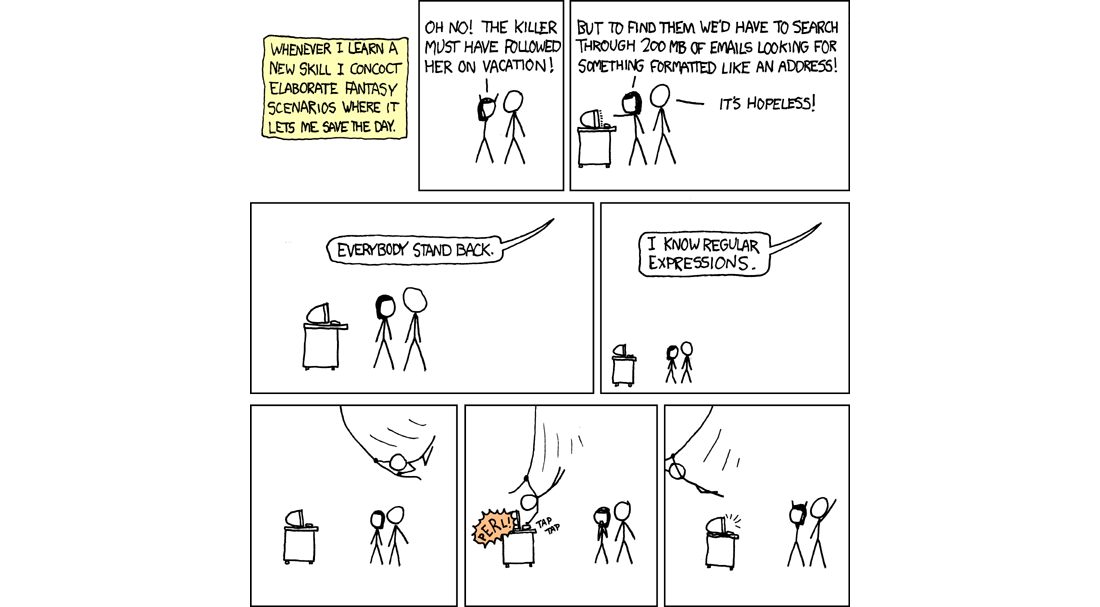 WHENEVER I LEARN A
NEW SKILL I CONCOCT
ELABORATE FANTASY
SCENARIOS WHERE IT
LETS ME SAVE THE DAY.
OH NO! THE KILLER
MUST HAVE FOLLOWED
HER ON VACATION!
BUT TO FIND THEM WE'D HAVE TO SEARCH
THROUGH 200 MB OF EMAILS LOOKING FOR
SOMETHING FORMATTED LIKE AN ADDRESS!
IT'S HOPELESS!
EVERYBODY STAND BACK.
I KNOW REGULAR
EXPRESSIONS.
PERL!
TAP
TAP